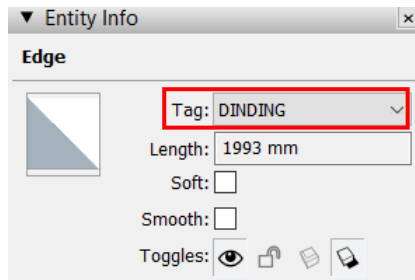 Entity Info
Edge
Tag: DINDING
Length: 1993 mm
Soft:
Smooth:
Toggles: